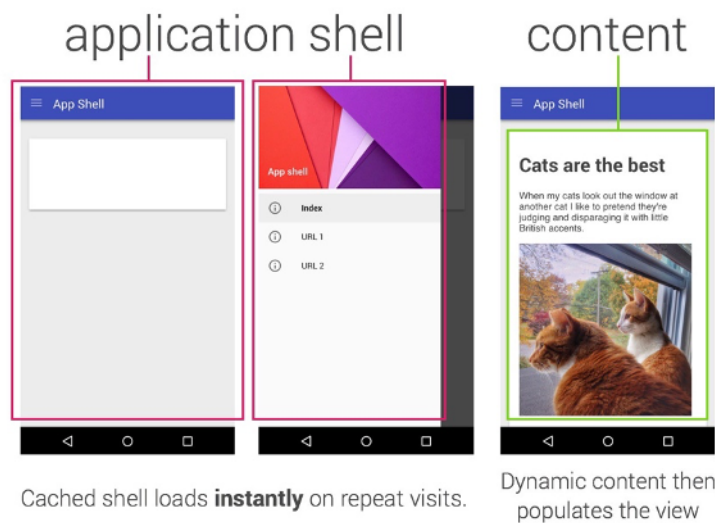 application shell
content
App Shell
App shell
Index
URL 1
URL 2
App Shell
Cats are the best
When my cats look out the window at
another cat I like to pretend they're
judging and disparaging it with little
British accents.
Cached shell loads instantly on repeat visits.
Dynamic content then
populates the view